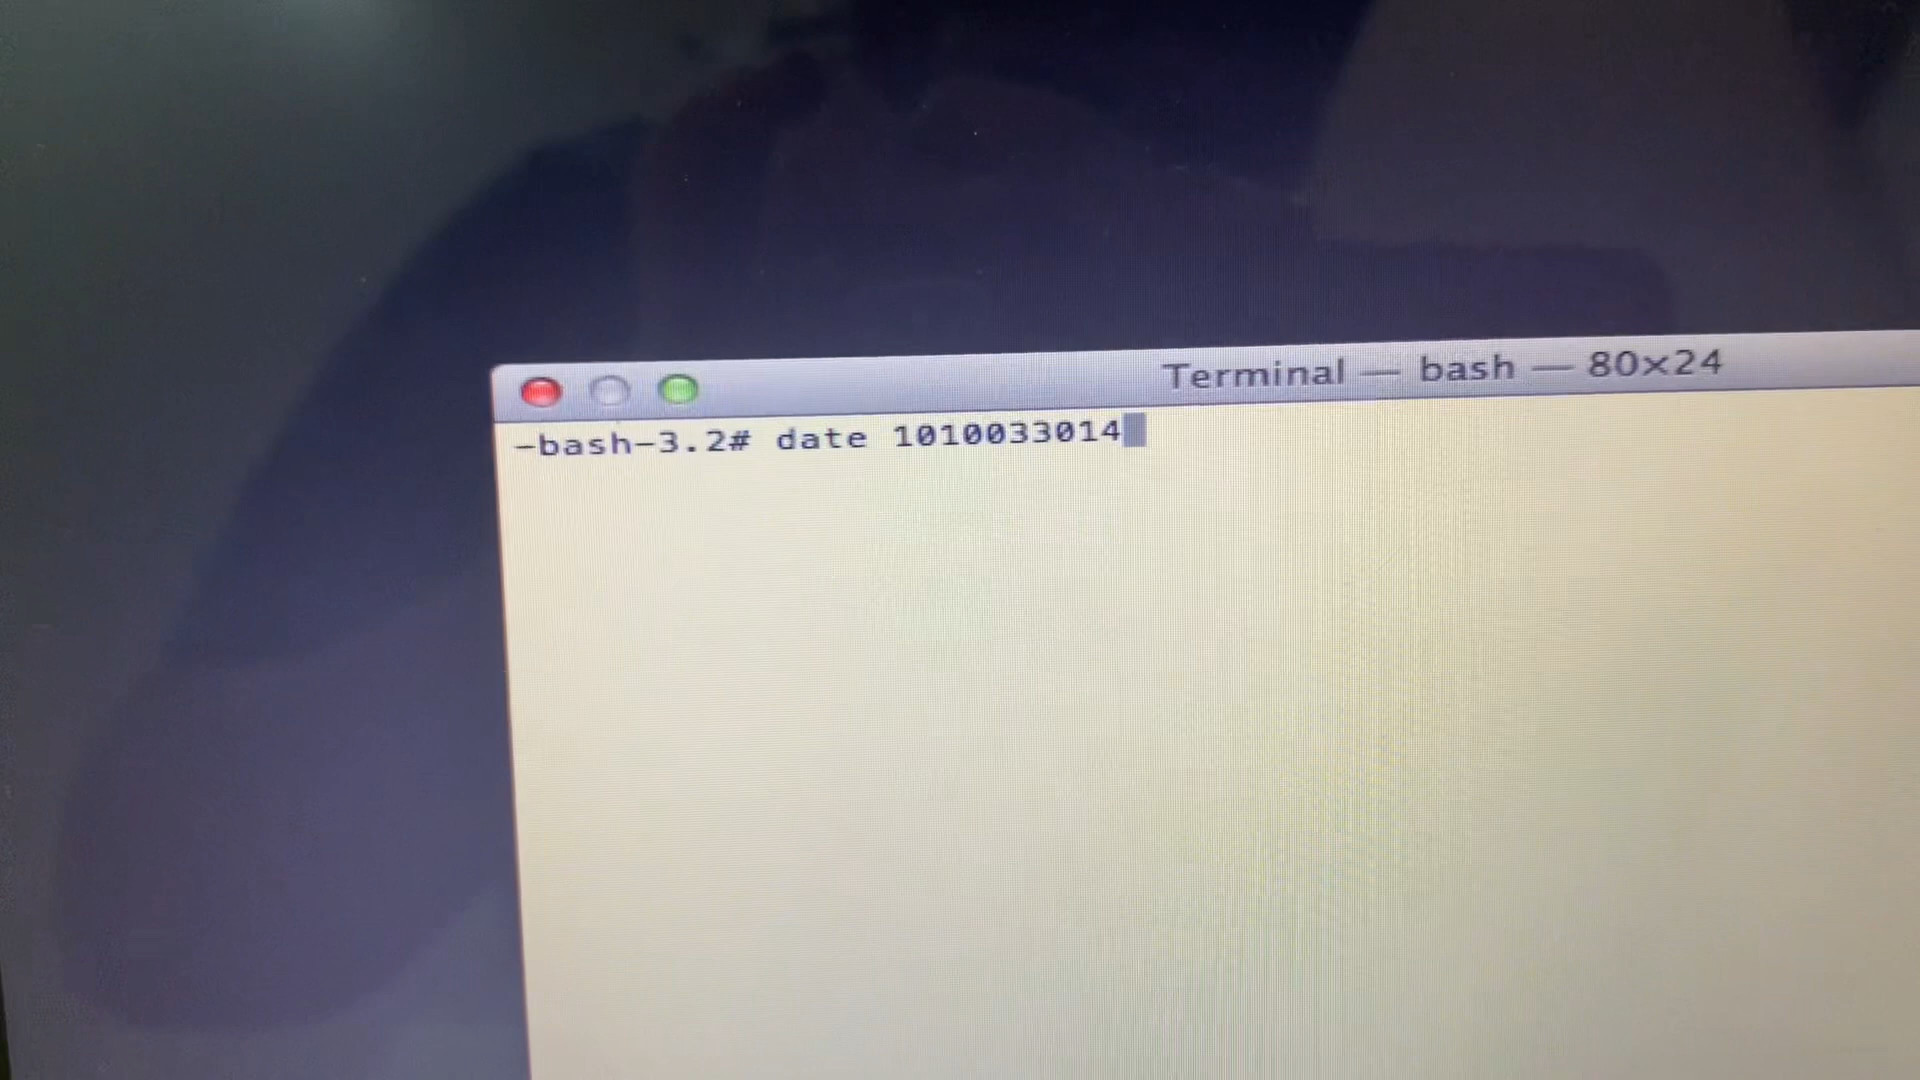 Terminal — bash — 80×24
-bash-3.2# date 1010033014